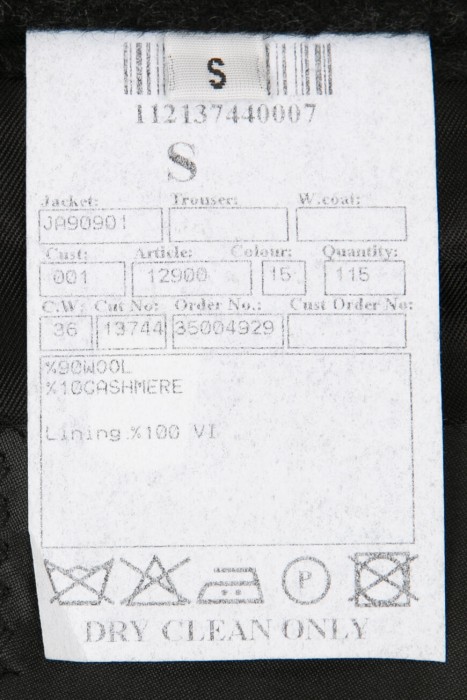 S
112137440007
S
Jacket: Trouser: W.coat:
JA90901
Cust: Article: Colour: Quantity:
001 12900 15 115
C.W: Cut No: Order No.: Cust Order No:
36 13744 35004929
%90WOOL
%10CASHMERE
Lining %100 VI
P
DRY CLEAN ONLY